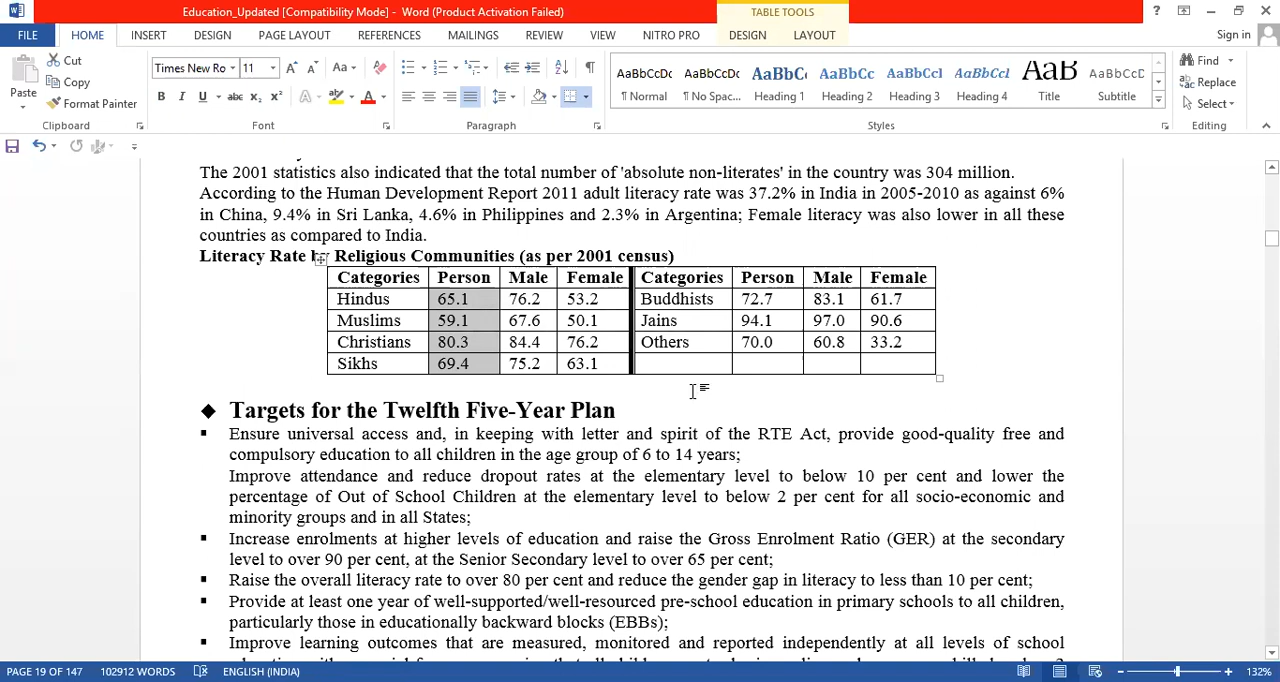 Education_Updated [Compatibility Mode] - Word (Product Activation Failed)
TABLE TOOLS
Sign in
FILE HOME INSERT DESIGN PAGE LAYOUT REFERENCES MAILINGS REVIEW VIEW NITRO PRO DESIGN LAYOUT
Paste
Cut
Copy
Format Painter
Clipboard
Times New Ro 11
Font
Paragraph
AaBbCcDc AaBbCcDc AaBbC AaBbCc AaBbCcl AaBbCcl AaB AaBbCcD
¶ Normal ¶ No Spac... Heading 1 Heading 2 Heading 3 Heading 4 Title Subtitle
Styles
Find
Replace
Select
Editing
The 2001 statistics also indicated that the total number of 'absolute non-literates' in the country was 304 million.
According to the Human Development Report 2011 adult literacy rate was 37.2% in India in 2005-2010 as against 6%
in China, 9.4% in Sri Lanka, 4.6% in Philippines and 2.3% in Argentina; Female literacy was also lower in all these
countries as compared to India.
Literacy Rate by Religious Communities (as per 2001 census)
Categories Person Male Female Categories Person Male Female
Hindus 65.1 76.2 53.2 Buddhists 72.7 83.1 61.7
Muslims 59.1 67.6 50.1 Jains 94.1 97.0 90.6
Christians 80.3 84.4 76.2 Others 70.0 60.8 33.2
Sikhs 69.4 75.2 63.1
◆ Targets for the Twelfth Five-Year Plan
▪ Ensure universal access and, in keeping with letter and spirit of the RTE Act, provide good-quality free and
compulsory education to all children in the age group of 6 to 14 years;
Improve attendance and reduce dropout rates at the elementary level to below 10 per cent and lower the
percentage of Out of School Children at the elementary level to below 2 per cent for all socio-economic and
minority groups and in all States;
▪ Increase enrolments at higher levels of education and raise the Gross Enrolment Ratio (GER) at the secondary
level to over 90 per cent, at the Senior Secondary level to over 65 per cent;
▪ Raise the overall literacy rate to over 80 per cent and reduce the gender gap in literacy to less than 10 per cent;
▪ Provide at least one year of well-supported/well-resourced pre-school education in primary schools to all children,
particularly those in educationally backward blocks (EBBs);
▪ Improve learning outcomes that are measured, monitored and reported independently at all levels of school
PAGE 19 OF 147 102912 WORDS ENGLISH (INDIA) 132%